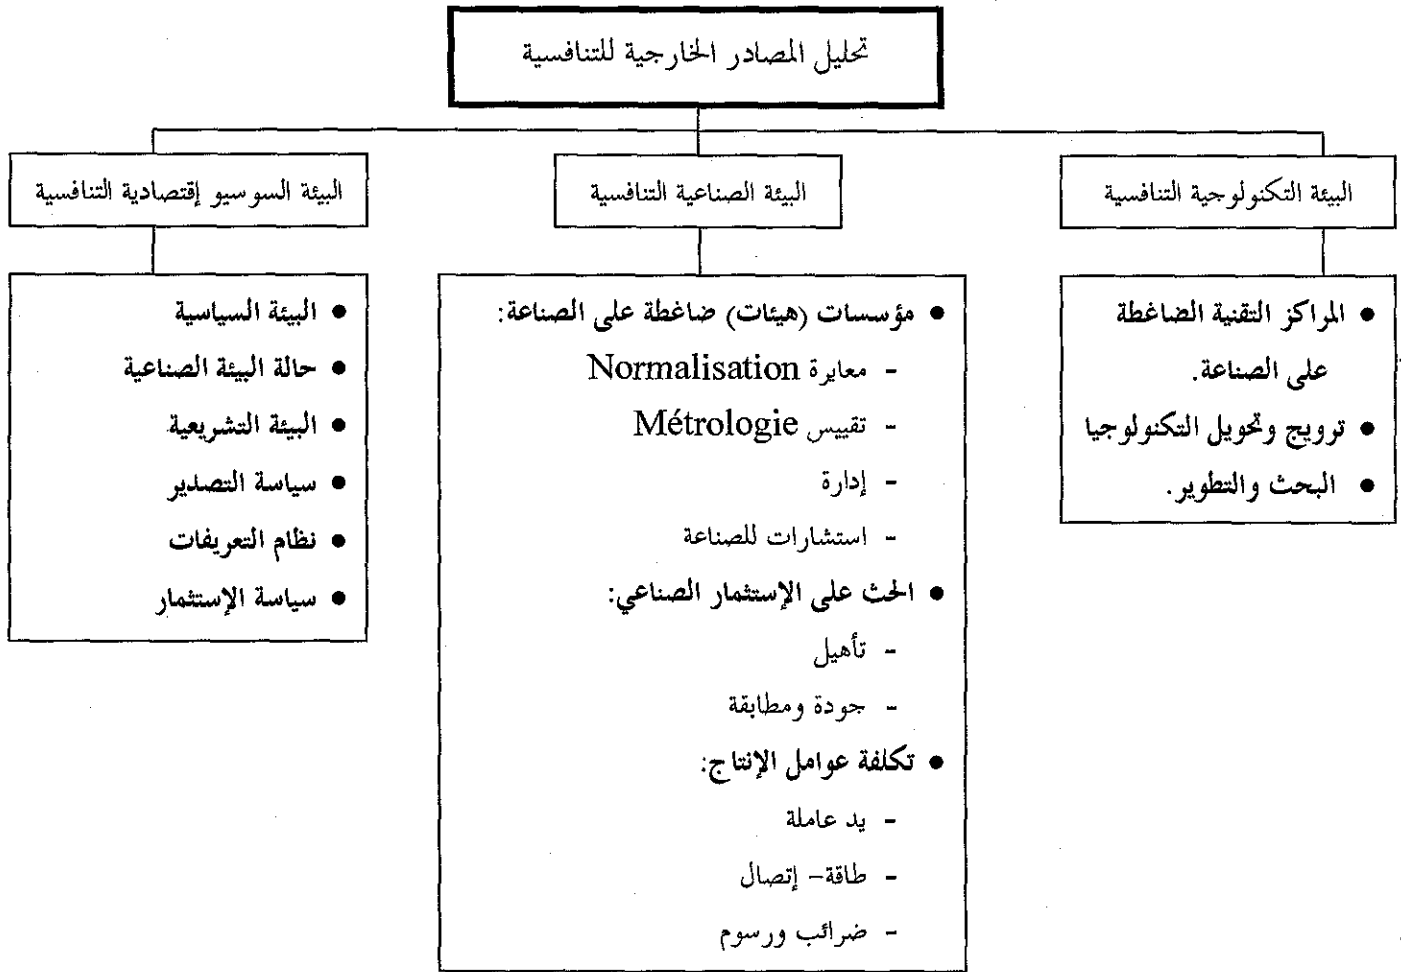 تحليل المصادر الخارجية للتنافسية
البيئة التكنولوجية التنافسية
● المراكز التقنية الضاغطة
على الصناعة.
● ترويج وتحويل التكنولوجيا
● البحث والتطوير.
البيئة الصناعية التنافسية
● مؤسسات (هيئات) ضاغطة على الصناعة:
- معايرة Normalisation
- تقييس Métrologie
- إدارة
- استشارات للصناعة
● الحث على الإستثمار الصناعي:
- تأهيل
- جودة ومطابقة
● تكلفة عوامل الإنتاج:
- يد عاملة
- طاقة– إتصال
- ضرائب ورسوم
البيئة السوسيو إقتصادية التنافسية
● البيئة السياسية
● حالة البيئة الصناعية
● البيئة التشريعية
● سياسة التصدير
● نظام التعريفات
● سياسة الإستثمار